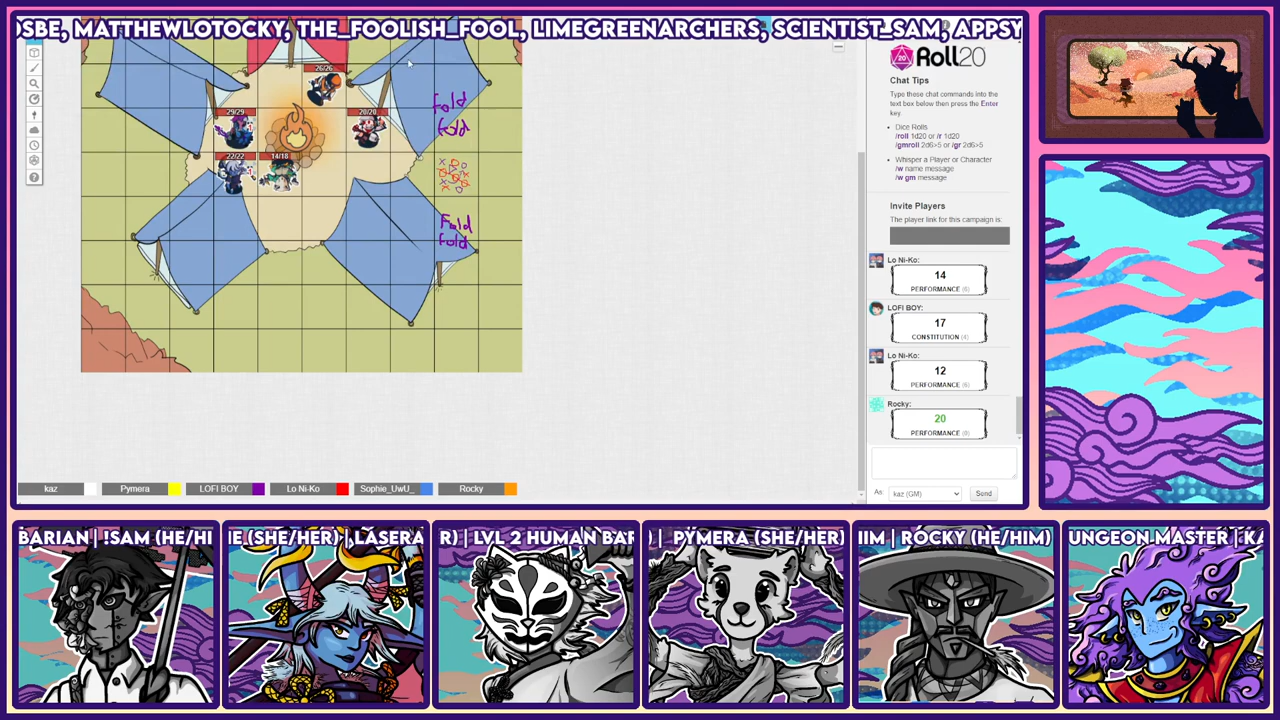 OSBE, MATTHEWLOTOCKY, THE_FOOLISH_FOOL, LIMEGREENARCHERS, SCIENTIST_SAM, APPSY
26/26
29/29
20/20
22/22
14/18
Fold
Fold
Fold
Fold
Roll20
Chat Tips
Type these chat commands into the
text box below then press the Enter
key.
Dice Rolls
/roll 1d20 or /r 1d20
/gmroll 2d6>5 or /gr 2d6>5
Whisper a Player or Character
/w name message
/w gm message
Invite Players
The player link for this campaign is:
Lo Ni-Ko:
14
PERFORMANCE (6)
LOFI BOY:
17
CONSTITUTION (4)
Lo Ni-Ko:
12
PERFORMANCE (6)
Rocky:
20
PERFORMANCE (0)
As:
kaz (GM)
Send
kaz
Pymera
LOFI BOY
Lo Ni-Ko
Sophie_UwU_
Rocky
BARIAN | !SAM (HE/HI
IE (SHE/HER) | LASERA
R) | LVL 2 HUMAN BAR
) | PYMERA (SHE/HER)
HIM | ROCKY (HE/HIM)
UNGEON MASTER | KA